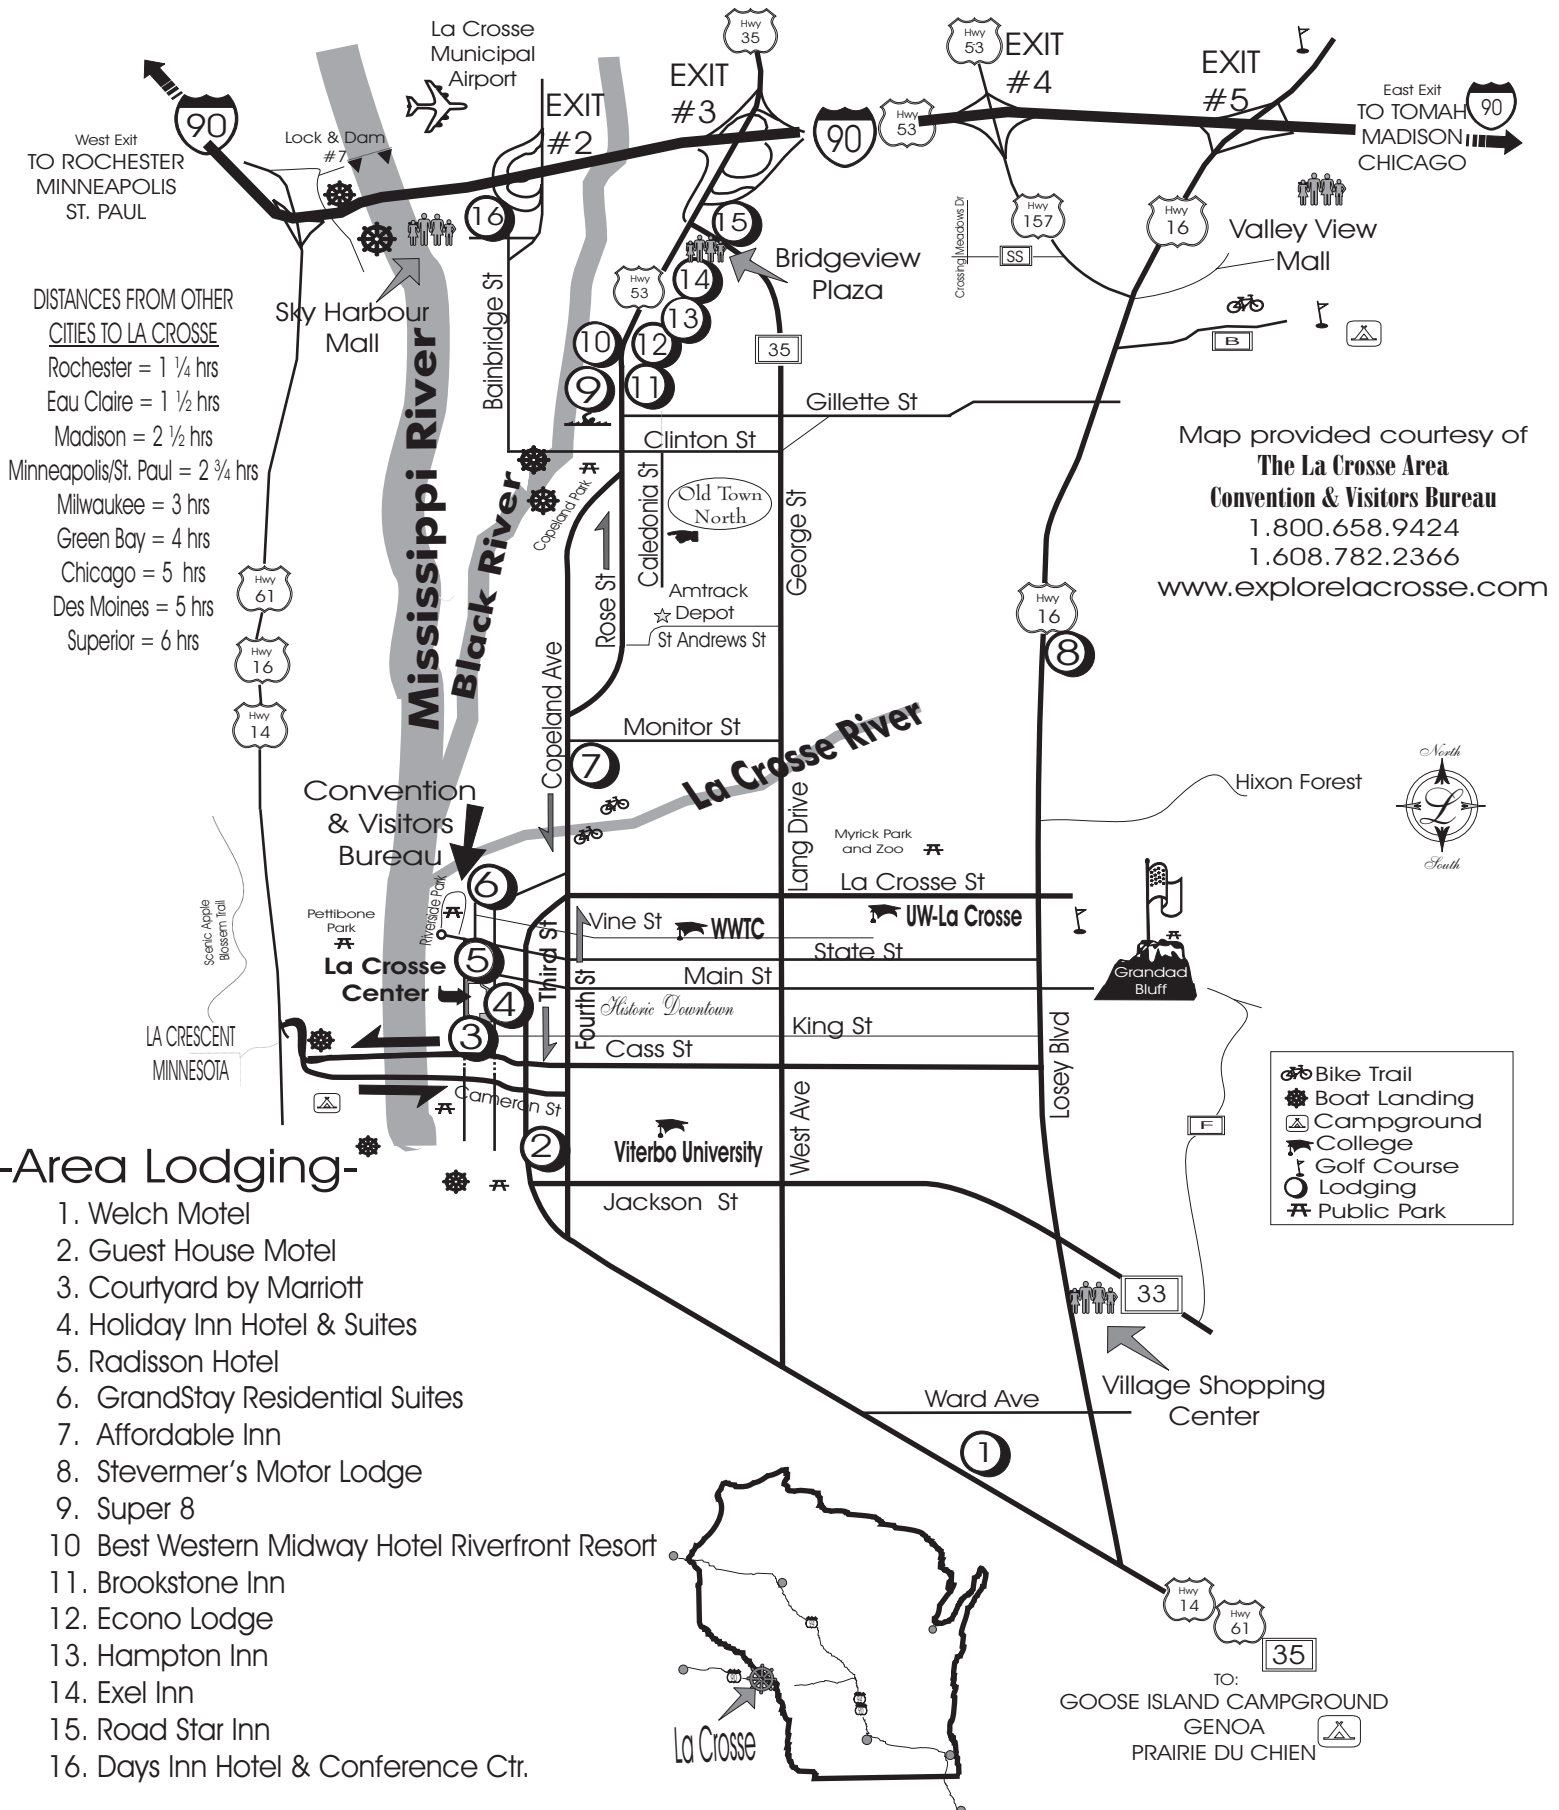 La Crosse
Municipal
Airport
Hwy
35
Hwy
53
EXIT
#4
EXIT
#3
EXIT
#5
EXIT
#2
90
West Exit
TO ROCHESTER
MINNEAPOLIS
ST. PAUL
Lock & Dam
#7
90
Hwy
53
East Exit
TO TOMAH
MADISON
CHICAGO
90
16
15
Hwy
157
Hwy
16
Crossing Meadows Dr
SS
Valley View
Mall
Bridgeview
Plaza
14
Hwy
53
13
12
11
10
9
35
B
Sky Harbour
Mall
Bainbridge St
DISTANCES FROM OTHER
CITIES TO LA CROSSE
Rochester = 1 ¼ hrs
Eau Claire = 1 ½ hrs
Madison = 2 ½ hrs
Minneapolis/St. Paul = 2 ¾ hrs
Milwaukee = 3 hrs
Green Bay = 4 hrs
Chicago = 5 hrs
Des Moines = 5 hrs
Superior = 6 hrs
Mississippi River
Black River
Gillette St
Clinton St
Copeland Park
Caledonia St
Old Town
North
George St
Rose St
Amtrack
Depot
St Andrews St
Map provided courtesy of
The La Crosse Area
Convention & Visitors Bureau
1.800.658.9424
1.608.782.2366
www.explorelacrosse.com
Hwy
61
Hwy
16
Hwy
14
Hwy
16
8
Copeland Ave
Monitor St
7
La Crosse River
Lang Drive
Hixon Forest
North
L
South
Convention
& Visitors
Bureau
6
Myrick Park
and Zoo
La Crosse St
Riverside Park
Vine St
WWTC
UW-La Crosse
Scenic Apple
Blossem Trail
Pettibone
Park
State St
5
La Crosse
Center
Third St
Main St
Grandad
Bluff
4
Fourth St
Historic Downtown
3
King St
Cass St
LA CRESCENT
MINNESOTA
Losey Blvd
Cameron St
West Ave
2
Viterbo University
F
Bike Trail
Boat Landing
Campground
College
Golf Course
Lodging
Public Park
Jackson St
33
Village Shopping
Center
Ward Ave
1
-Area Lodging-
1. Welch Motel
2. Guest House Motel
3. Courtyard by Marriott
4. Holiday Inn Hotel & Suites
5. Radisson Hotel
6. GrandStay Residential Suites
7. Affordable Inn
8. Stevermer's Motor Lodge
9. Super 8
10 Best Western Midway Hotel Riverfront Resort
11. Brookstone Inn
12. Econo Lodge
13. Hampton Inn
14. Exel Inn
15. Road Star Inn
16. Days Inn Hotel & Conference Ctr.
La Crosse
Hwy
14
Hwy
61
35
TO:
GOOSE ISLAND CAMPGROUND
GENOA
PRAIRIE DU CHIEN